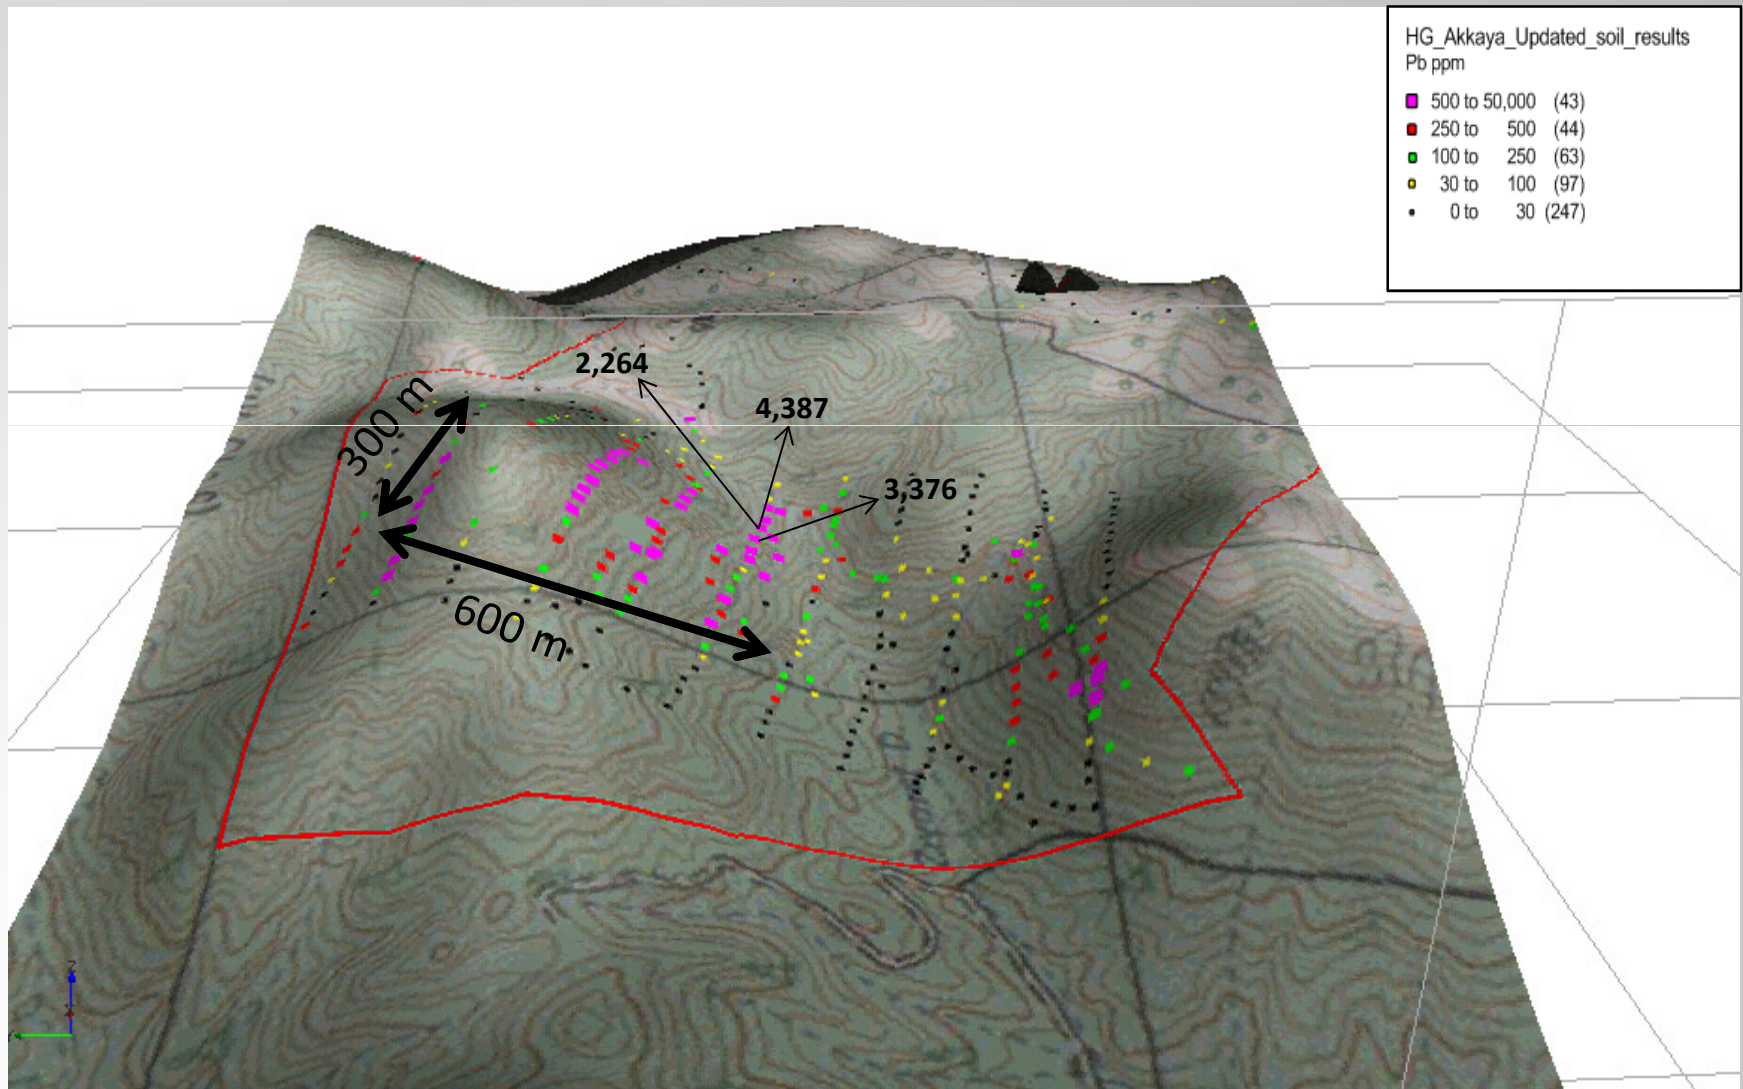 HG_Akkaya_Updated_soil_results
Pb ppm
500 to 50,000 (43)
250 to 500 (44)
100 to 250 (63)
30 to 100 (97)
0 to 30 (247)
2,264
4,387
3,376
300 m
600 m
Z